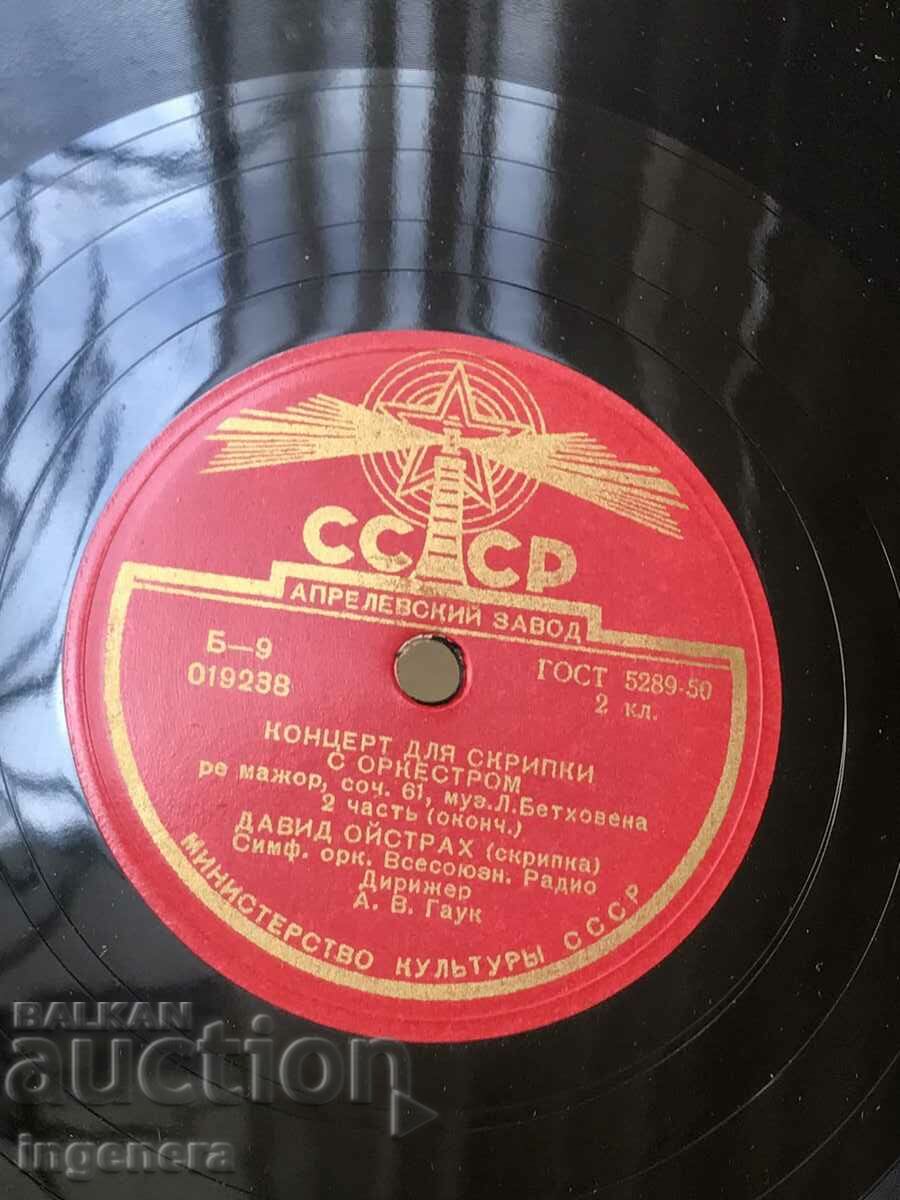 СССР
АПРЕЛЕВСКИЙ ЗАВОД
Б—9
019238
ГОСТ 5289-50
2 кл.
КОНЦЕРТ ДЛЯ СКРИПКИ
С ОРКЕСТРОМ
ре мажор, соч. 61, муз. Л. Бетховена
2 часть (оконч.)
ДАВИД ОЙСТРАХ (скрипка)
Симф. орк. Всесоюзн. Радио
Дирижер
А. В. Гаук
МИНИСТЕРСТВО КУЛЬТУРЫ СССР
BALKAN
auction
ingenera